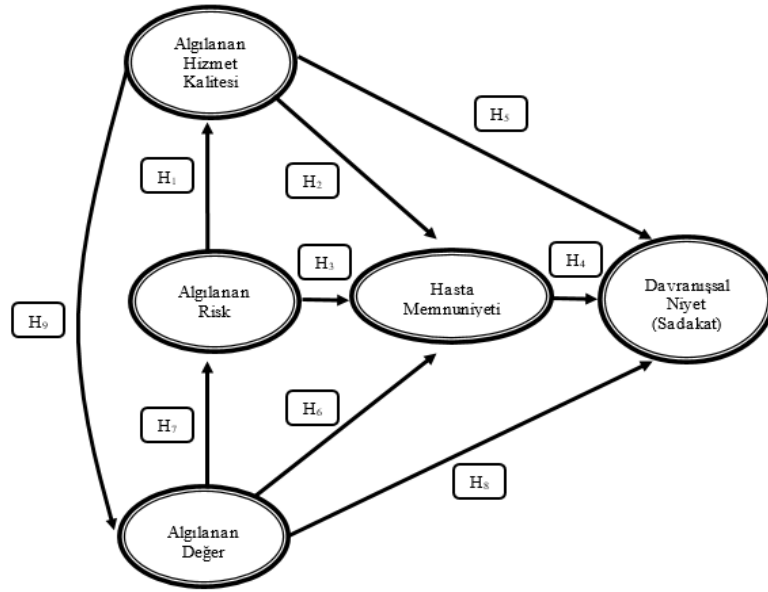 Algılanan
Hizmet
Kalitesi
H₅
H₁
H₂
H₃
H₄
Algılanan
Risk
Hasta
Memnuniyeti
Davranışsal
Niyet
(Sadakat)
H₉
H₇
H₆
H₈
Algılanan
Değer